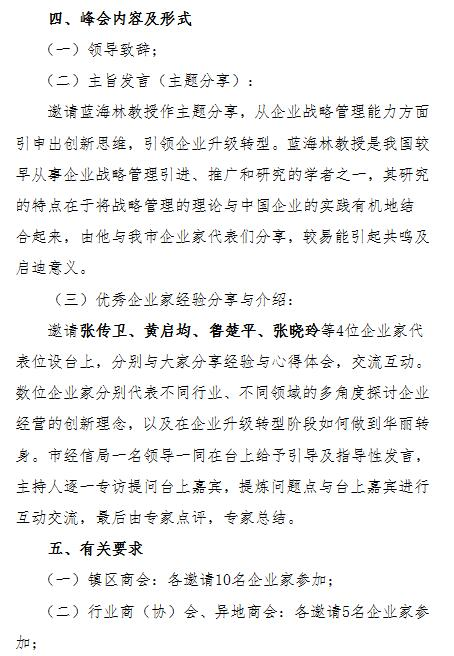 四、峰会内容及形式
（一）领导致辞；
（二）主旨发言（主题分享）：
邀请蓝海林教授作主题分享，从企业战略管理能力方面
引申出创新思维，引领企业升级转型。蓝海林教授是我国较
早从事企业战略管理引进、推广和研究的学者之一，其研究
的特点在于将战略管理的理论与中国企业的实践有机地结
合起来，由他与我市企业家代表们分享，较易能引起共鸣及
启迪意义。
（三）优秀企业家经验分享与介绍：
邀请张传卫、黄启均、鲁楚平、张晓玲等4位企业家代
表位设台上，分别与大家分享经验与心得体会，交流互动。
数位企业家分别代表不同行业、不同领域的多角度探讨企业
经营的创新理念，以及在企业升级转型阶段如何做到华丽转
身。市经信局一名领导一同在台上给予引导及指导性发言，
主持人逐一专访提问台上嘉宾，提炼问题点与台上嘉宾进行
互动交流，最后由专家点评，专家总结。
五、有关要求
（一）镇区商会：各邀请10名企业家参加；
（二）行业商（协）会、异地商会：各邀请5名企业家参
加；